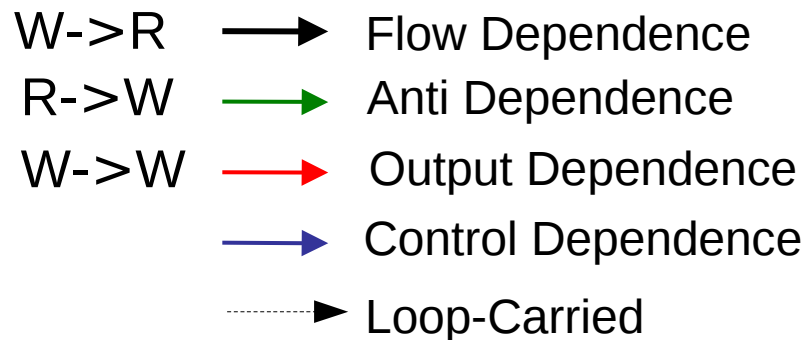 W->R Flow Dependence
R->W Anti Dependence
W->W Output Dependence
Control Dependence
Loop-Carried